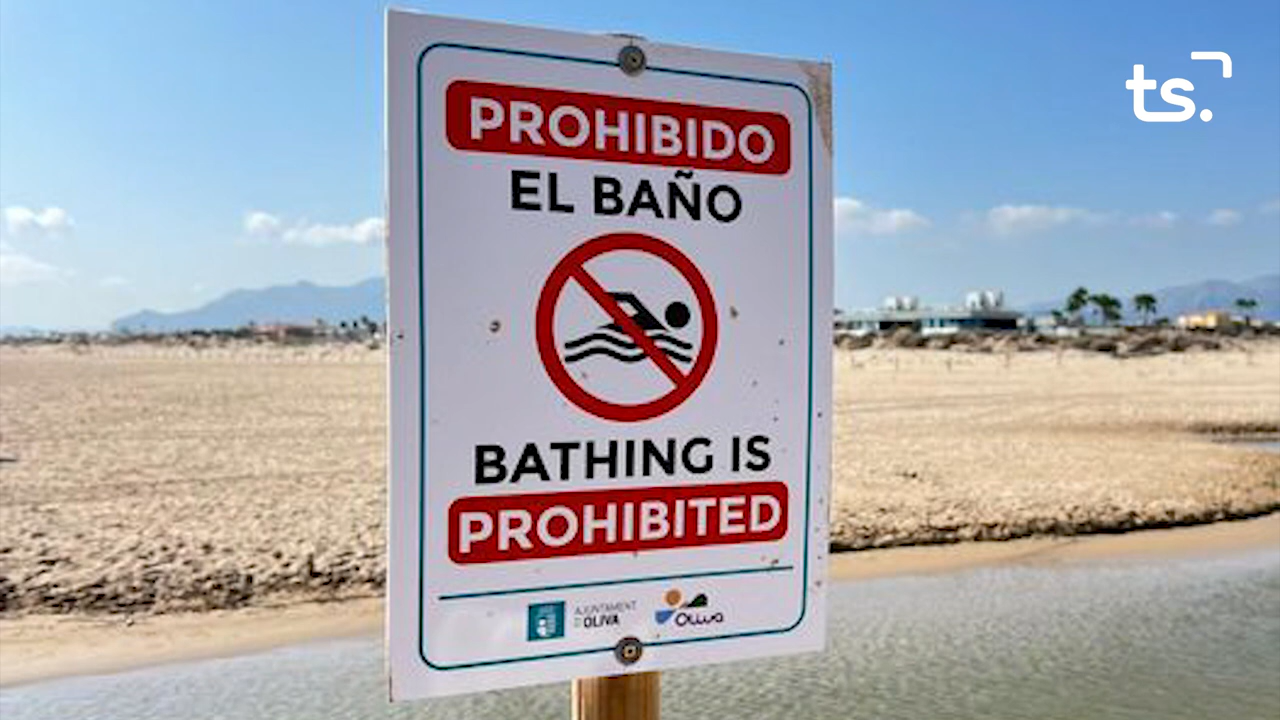 ts.
PROHIBIDO
EL BAÑO
BATHING IS
PROHIBITED
AJUNTAMENT
D'OLIVA
Oliva